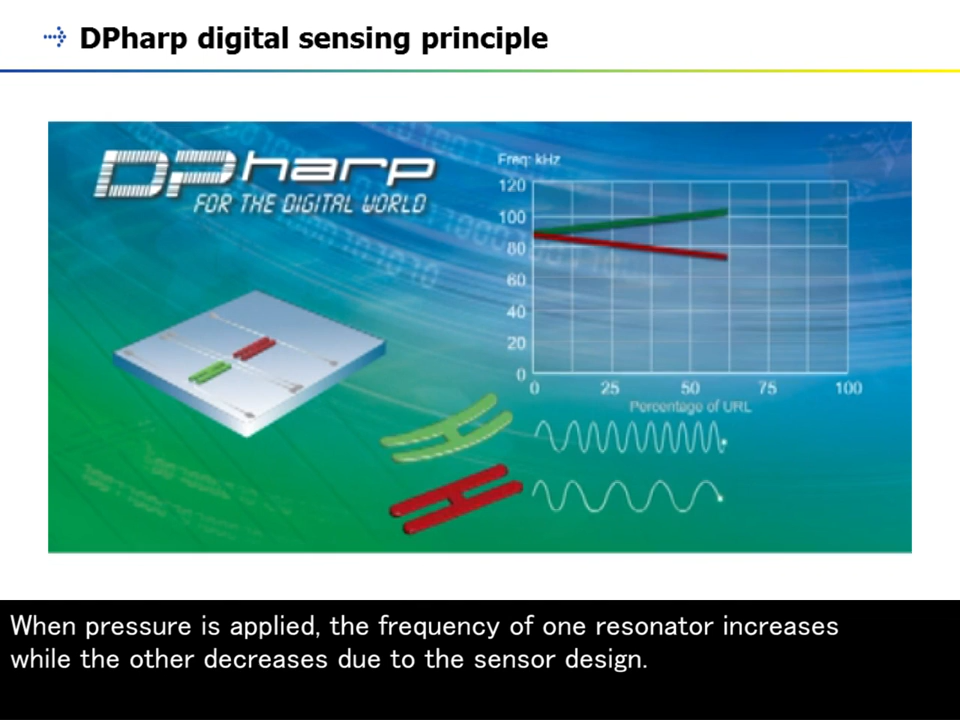 DPharp digital sensing principle
DPharp
FOR THE DIGITAL WORLD
Freq: kHz
120
100
80
60
40
20
0
0 25 50 75 100
Percentage of URL
When pressure is applied, the frequency of one resonator increases
while the other decreases due to the sensor design.